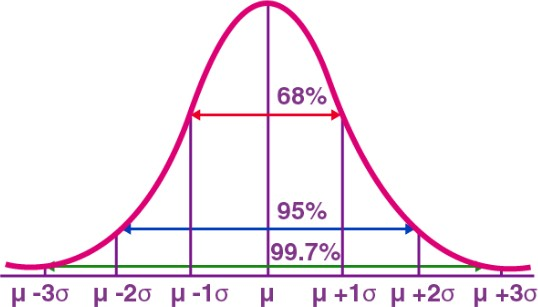 68%
95%
99.7%
μ -3σ μ -2σ μ -1σ μ μ +1σ μ +2σ μ +3σ